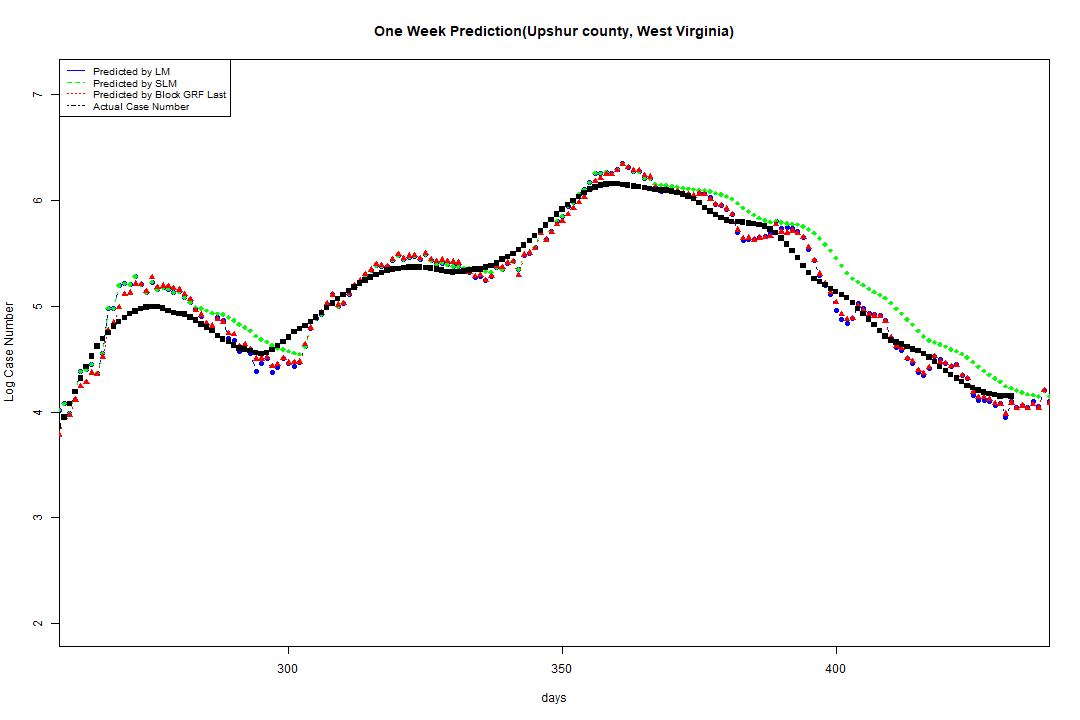 One Week Prediction(Upshur county, West Virginia)
Predicted by LM
Predicted by SLM
Predicted by Block GRF Last
Actual Case Number
Log Case Number
7
6
5
4
3
2
300 350 400
days